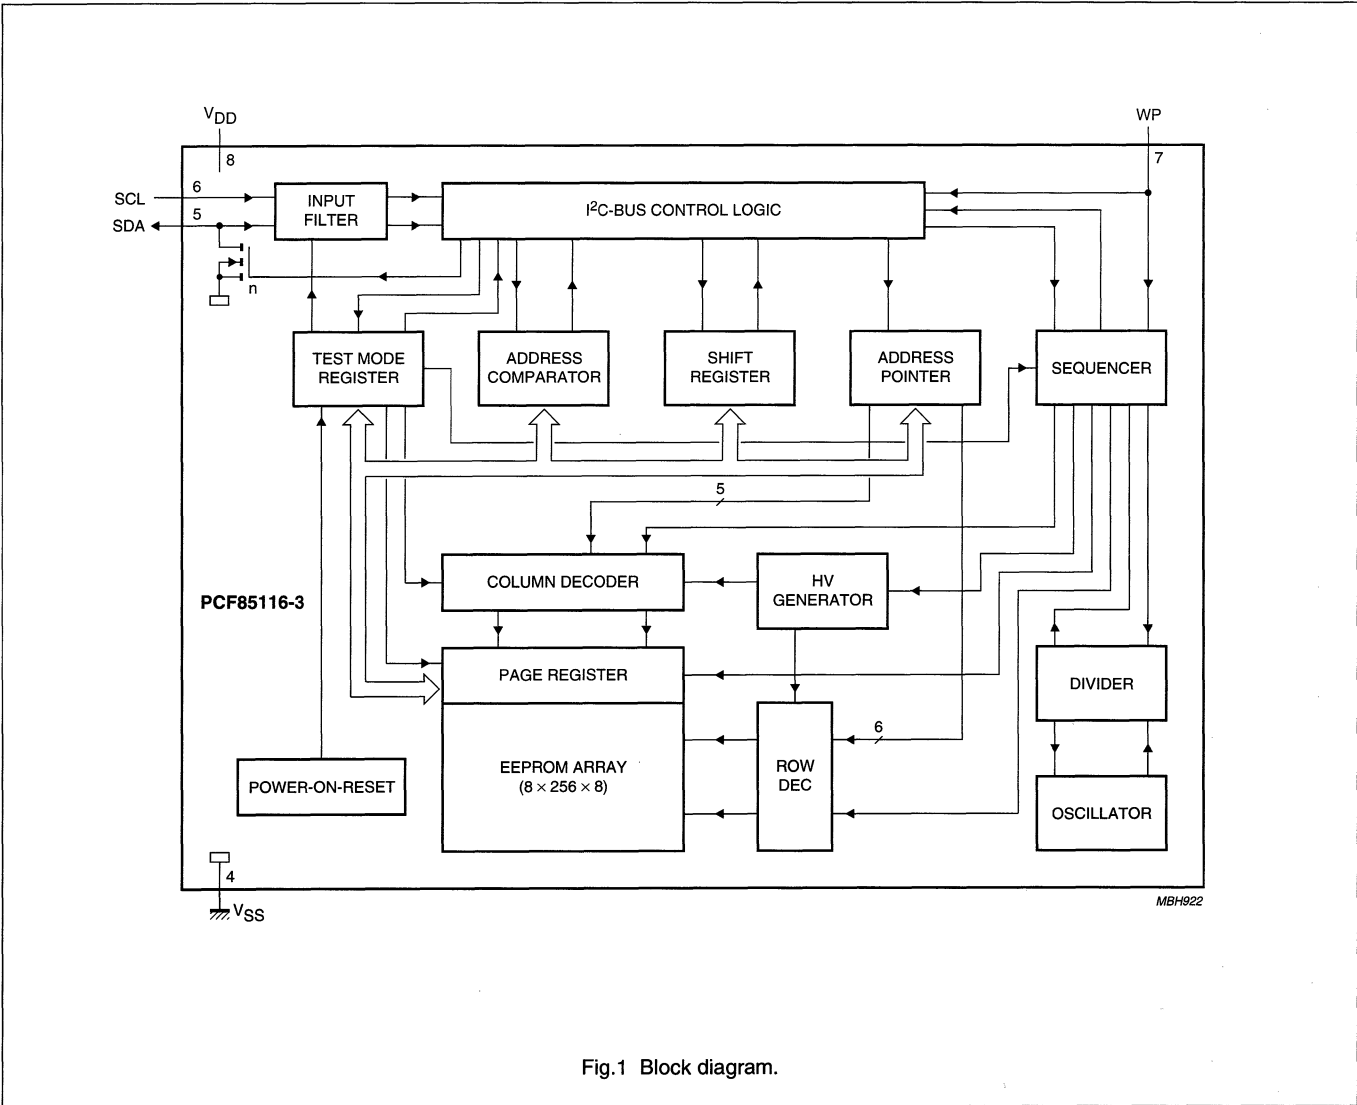 VDD
WP
8
7
SCL
6
SDA
5
INPUT
FILTER
I²C-BUS CONTROL LOGIC
n
TEST MODE
REGISTER
ADDRESS
COMPARATOR
SHIFT
REGISTER
ADDRESS
POINTER
SEQUENCER
5
COLUMN DECODER
HV
GENERATOR
PCF85116-3
PAGE REGISTER
DIVIDER
6
EEPROM ARRAY
(8 × 256 × 8)
ROW
DEC
POWER-ON-RESET
OSCILLATOR
4
VSS
MBH922
Fig.1 Block diagram.